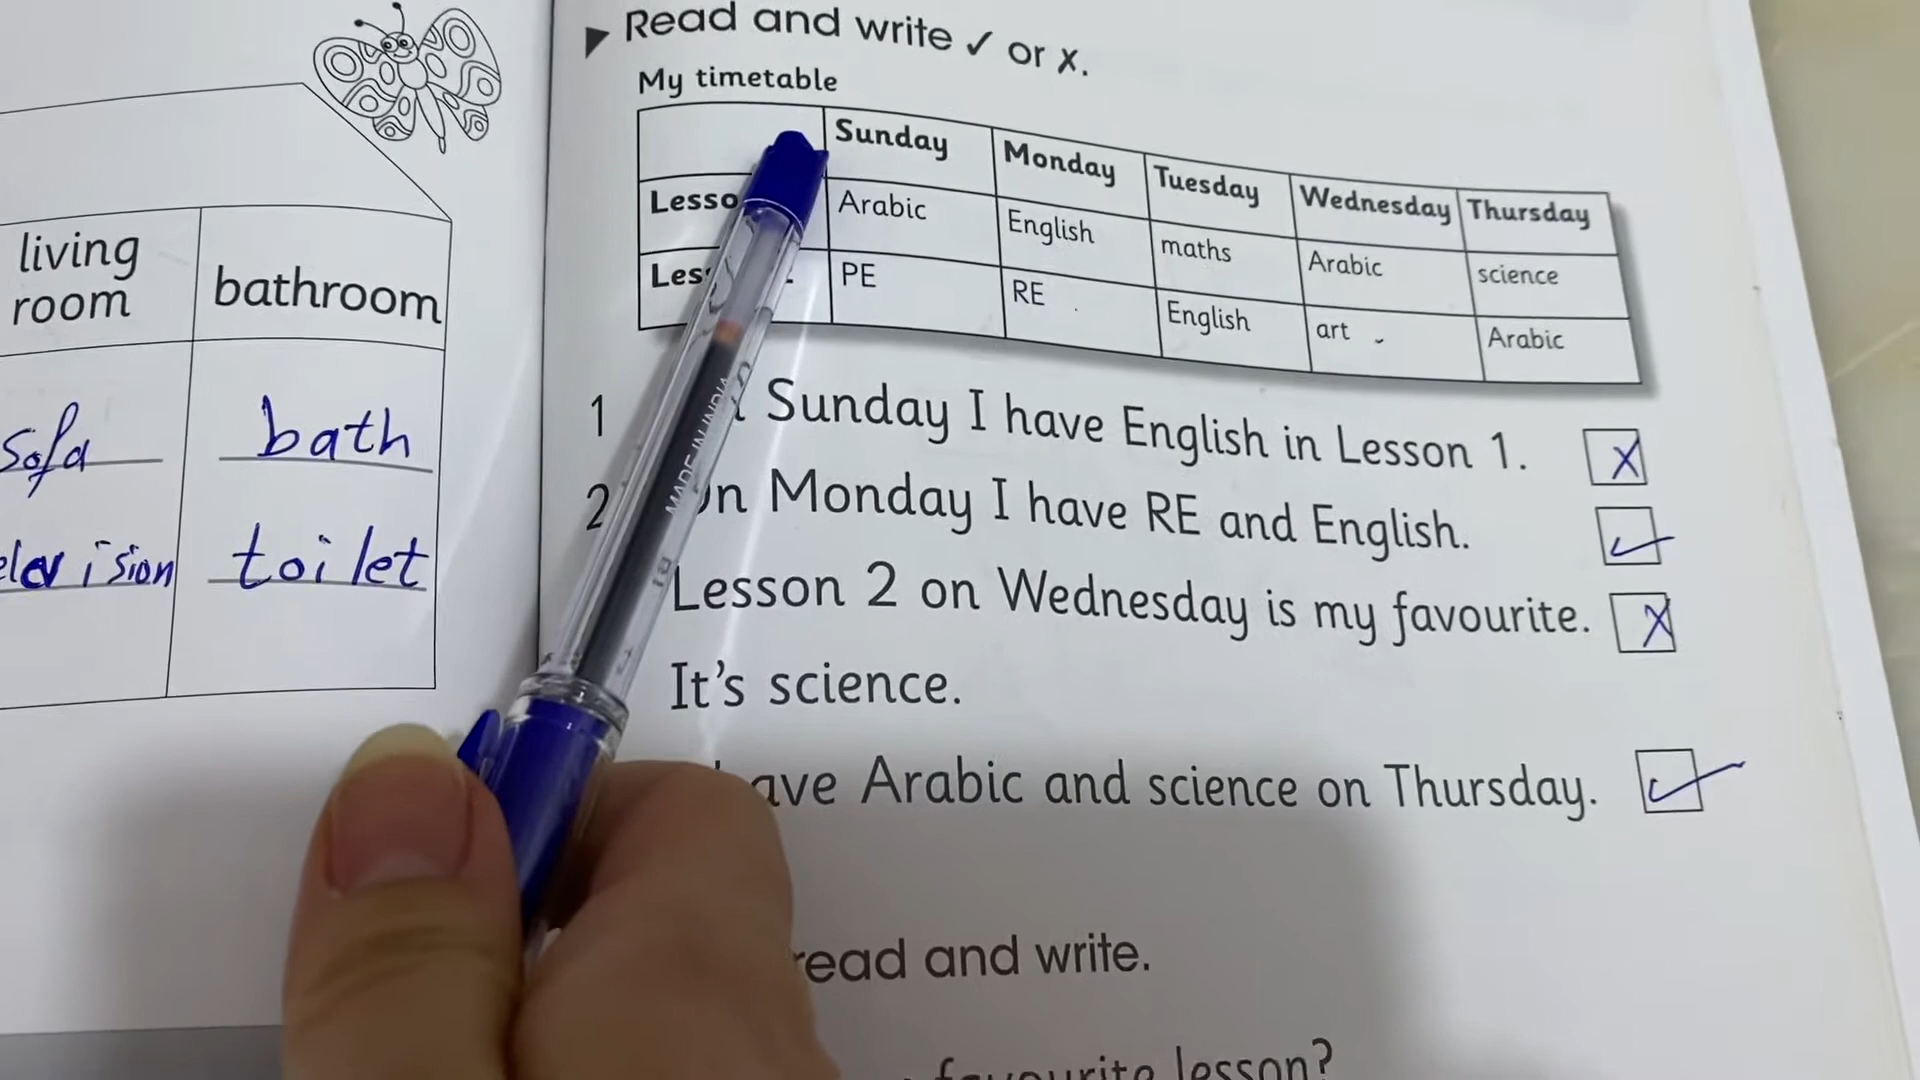 Read and write ✓ or x.
My timetable
Sunday Monday Tuesday Wednesday Thursday
Arabic English maths Arabic science
PE RE English art Arabic
1 Sunday I have English in Lesson 1. X
2 Monday I have RE and English. ✓
Lesson 2 on Wednesday is my favourite. X
It's science.
Arabic and science on Thursday. ✓
read and write.
favourite lesson?
living room bathroom
sofa bath
toilet
MADE IN INDIA